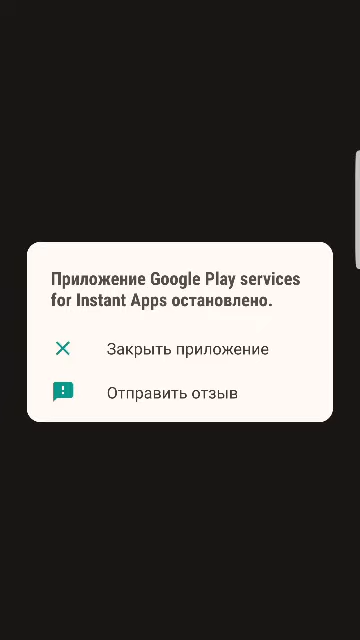 Приложение Google Play services
for Instant Apps остановлено.
Закрыть приложение
Отправить отзыв